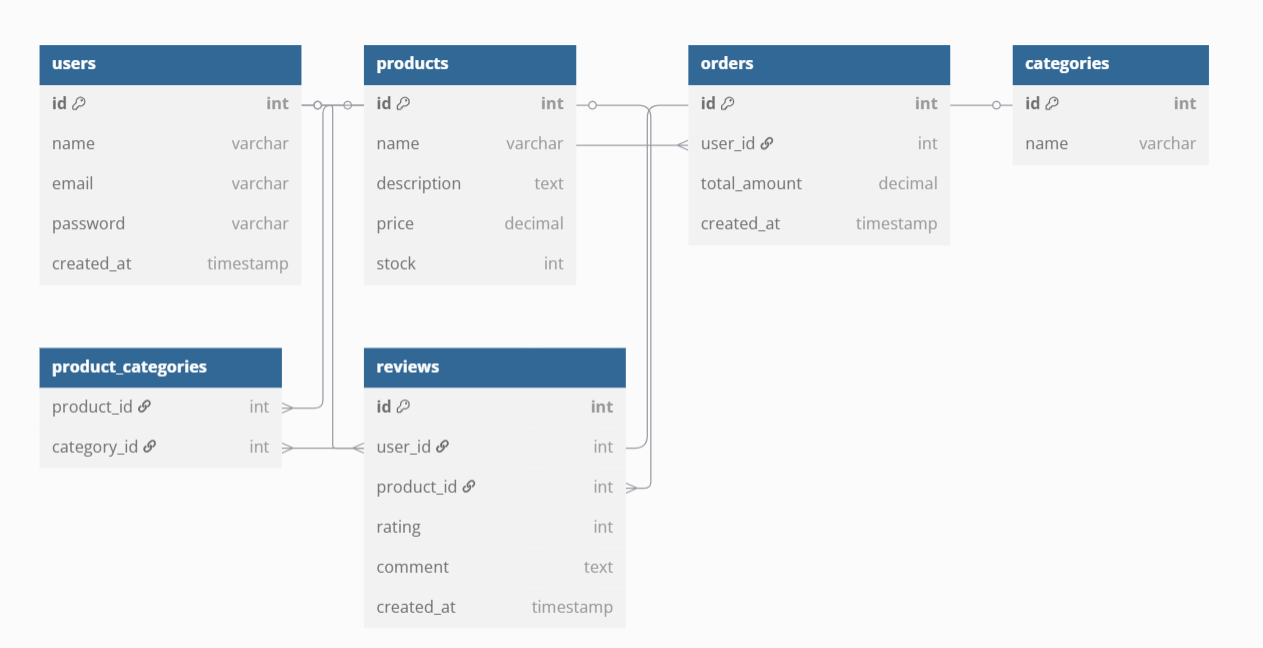 users
id int
name varchar
email varchar
password varchar
created_at timestamp
products
id int
name varchar
description text
price decimal
stock int
orders
id int
user_id int
total_amount decimal
created_at timestamp
categories
id int
name varchar
product_categories
product_id int
category_id int
reviews
id int
user_id int
product_id int
rating int
comment text
created_at timestamp